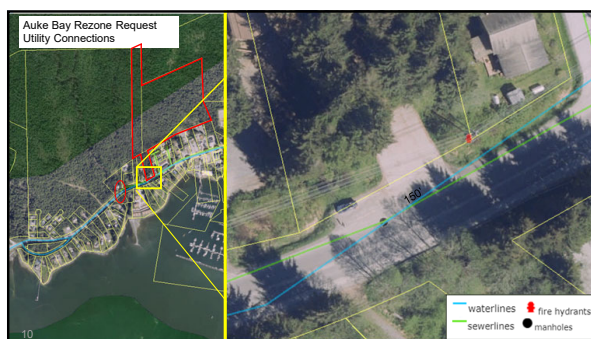 Auke Bay Rezone Request
Utility Connections
150'
10
waterlines
fire hydrants
sewerlines
manholes